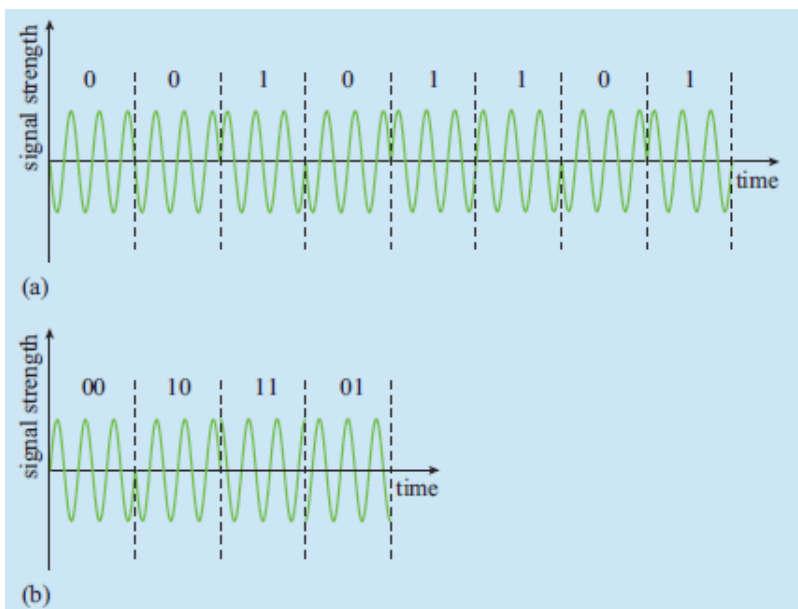 signal strength
0 0 1 0 1 1 0 1
time
(a)
signal strength
00 10 11 01
time
(b)